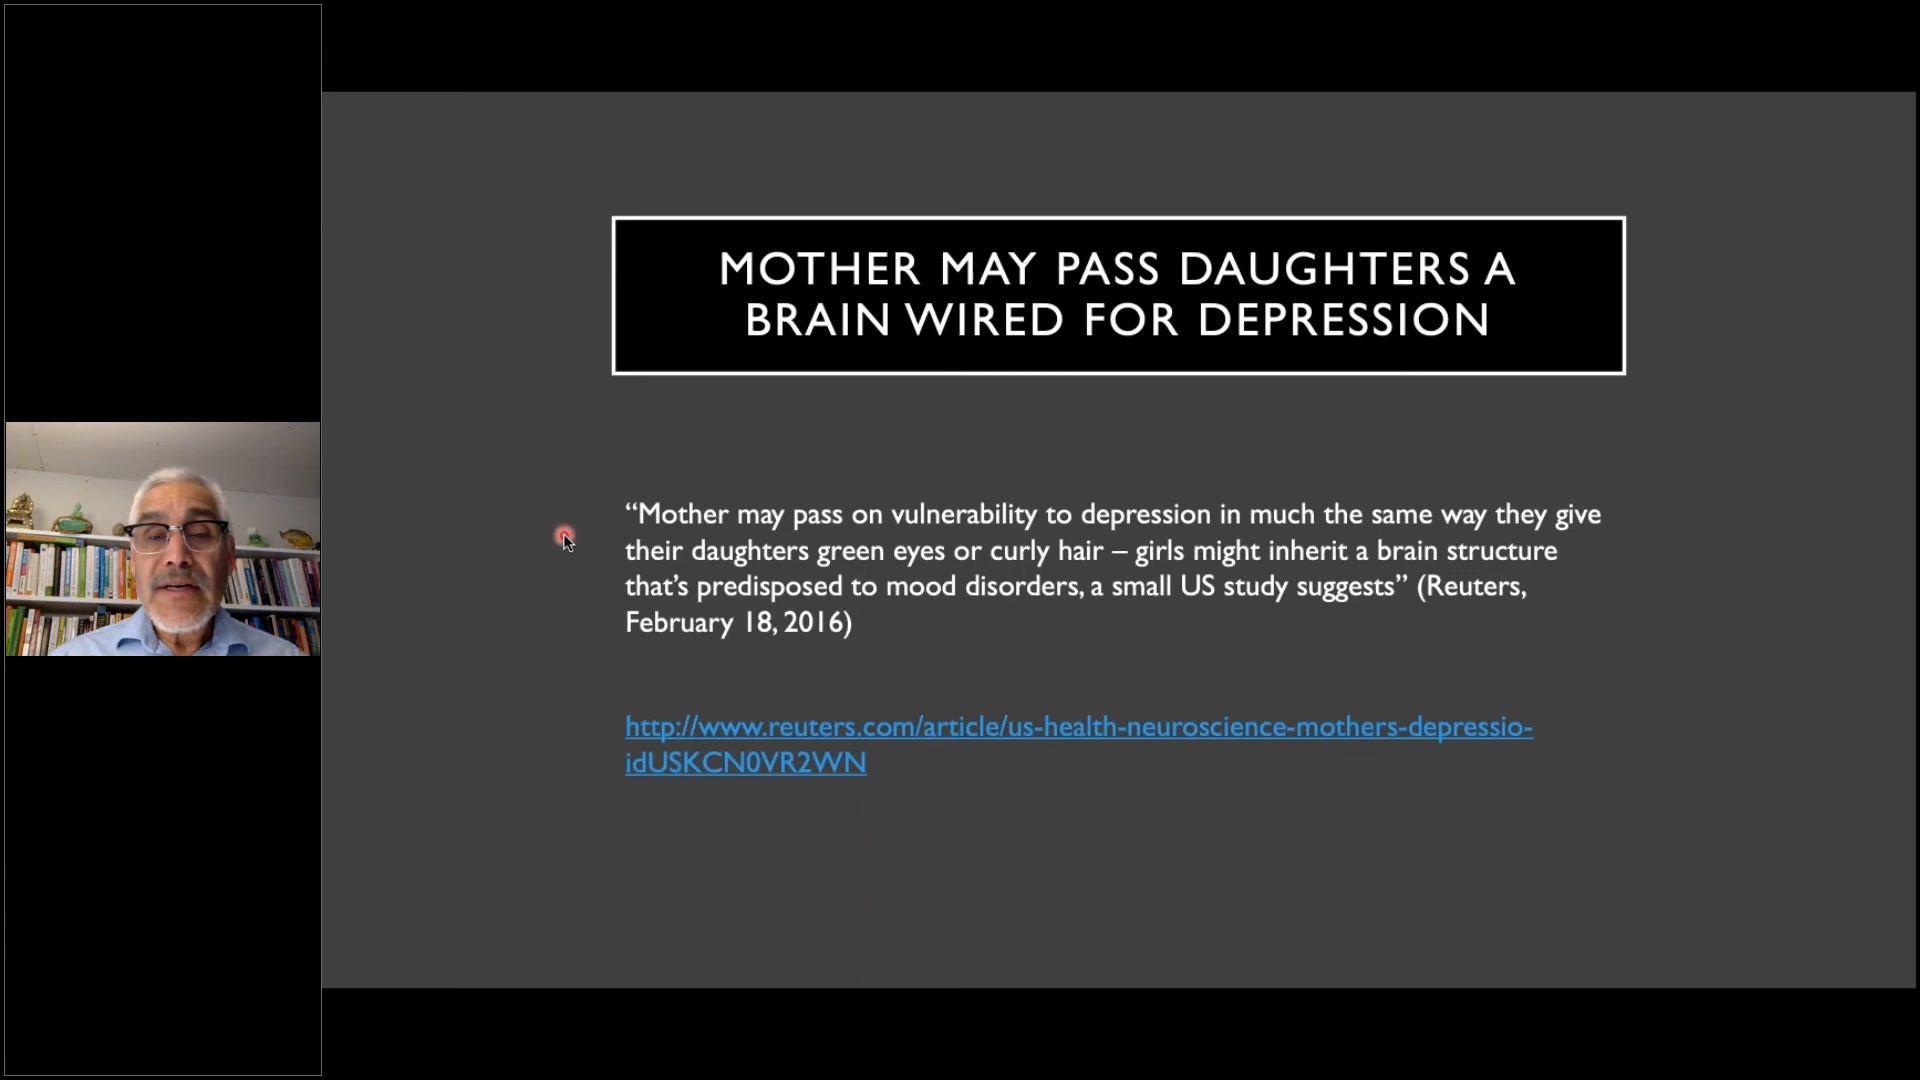 MOTHER MAY PASS DAUGHTERS A
BRAIN WIRED FOR DEPRESSION
“Mother may pass on vulnerability to depression in much the same way they give
their daughters green eyes or curly hair – girls might inherit a brain structure
that’s predisposed to mood disorders, a small US study suggests” (Reuters,
February 18, 2016)
http://www.reuters.com/article/us-health-neuroscience-mothers-depressio-
idUSKCN0VR2WN